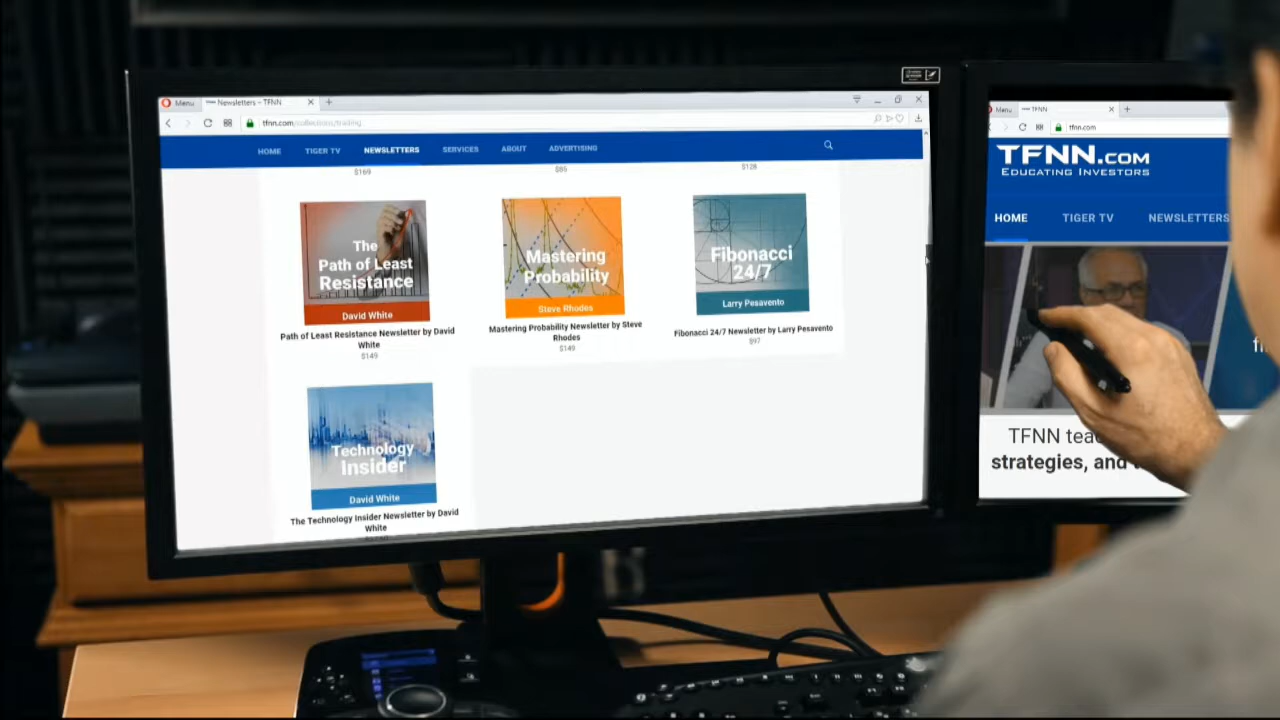 Menu
Newsletters – TFNN
tfnn.com/collections/trading
HOME TIGER TV NEWSLETTERS SERVICES ABOUT ADVERTISING
$169 $89 $128
The
Path of Least
Resistance
David White
Path of Least Resistance Newsletter by David
White
$149
Mastering
Probability
Steve Rhodes
Mastering Probability Newsletter by Steve
Rhodes
$149
Fibonacci
24/7
Larry Pesavento
Fibonacci 24/7 Newsletter by Larry Pesavento
$97
Technology
Insider
David White
The Technology Insider Newsletter by David
White
Menu
TFNN
tfnn.com
TFNN.COM
EDUCATING INVESTORS
HOME TIGER TV NEWSLETTERS
TFNN
strategies, and